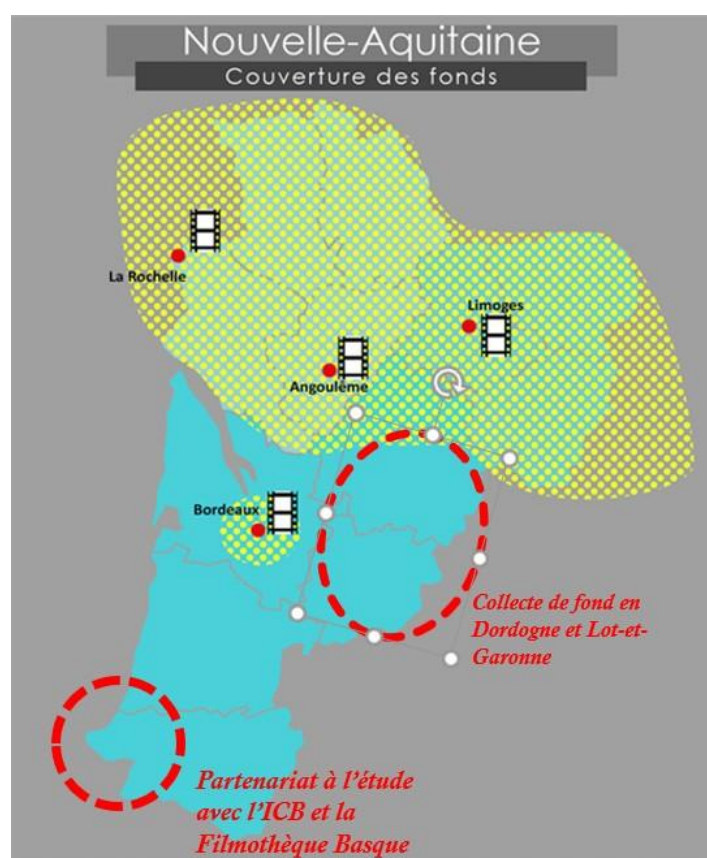 Nouvelle-Aquitaine
Couverture des fonds
La Rochelle
Limoges
Angoulême
Bordeaux
Collecte de fond en
Dordogne et Lot-et-
Garonne
Partenariat à l'étude
avec l'ICB et la
Filmothèque Basque